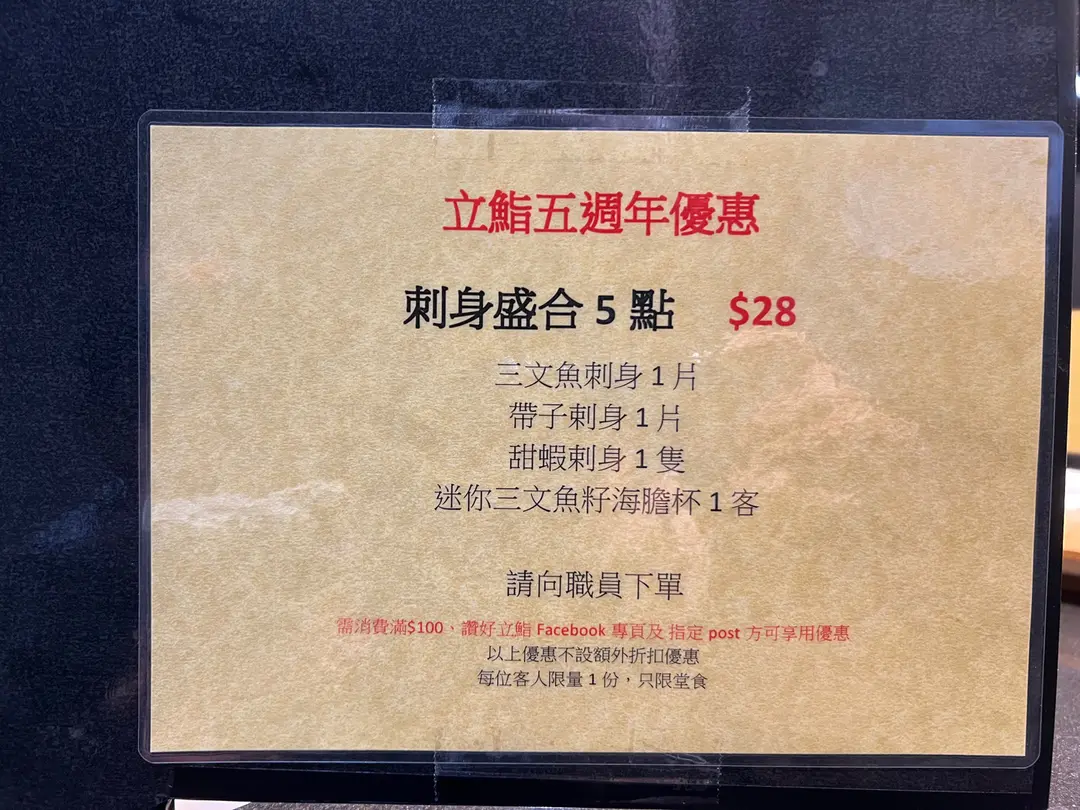 立鮨五週年優惠
刺身盛合 5 點 $28
三文魚刺身 1 片
帶子刺身 1 片
甜蝦刺身 1 隻
迷你三文魚籽海膽杯 1 客
請向職員下單
需消費滿$100、讚好立鮨 Facebook 專頁及 指定 post 方可享用優惠
以上優惠不設額外折扣優惠
每位客人限量 1 份，只限堂食